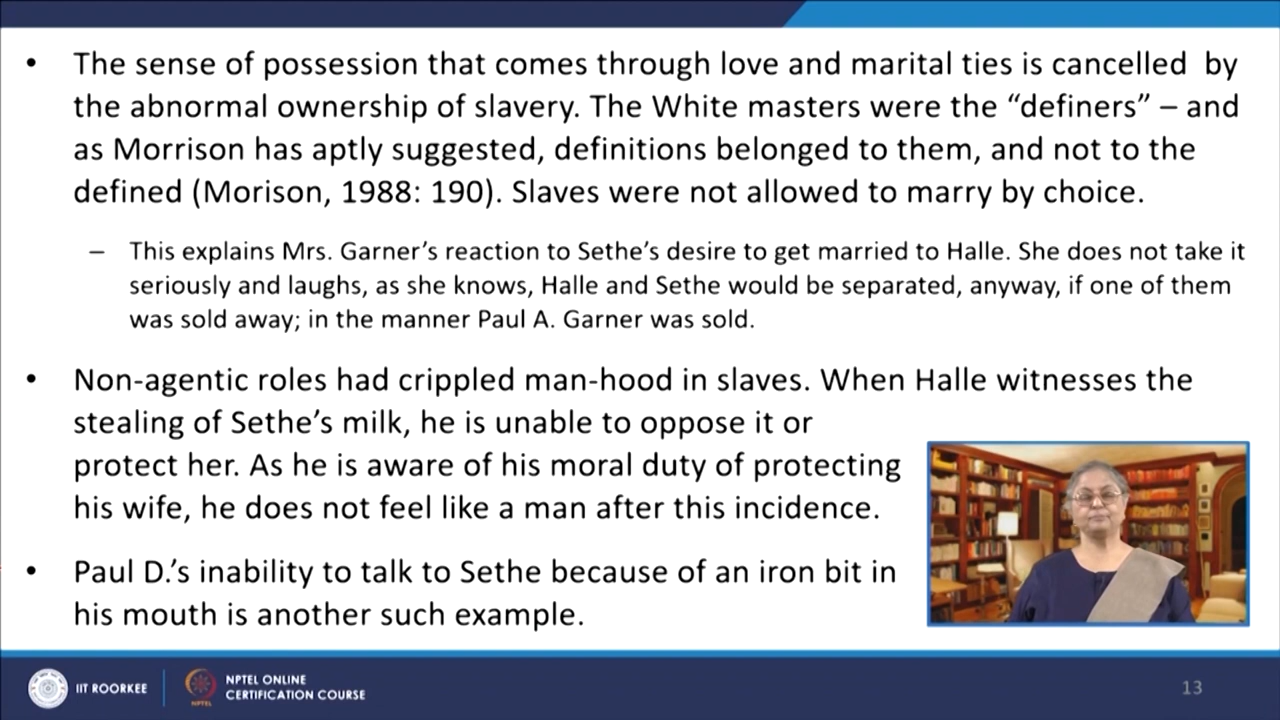 • The sense of possession that comes through love and marital ties is cancelled by
the abnormal ownership of slavery. The White masters were the “definers” – and
as Morrison has aptly suggested, definitions belonged to them, and not to the
defined (Morison, 1988: 190). Slaves were not allowed to marry by choice.
– This explains Mrs. Garner’s reaction to Sethe’s desire to get married to Halle. She does not take it
seriously and laughs, as she knows, Halle and Sethe would be separated, anyway, if one of them
was sold away; in the manner Paul A. Garner was sold.
• Non-agentic roles had crippled man-hood in slaves. When Halle witnesses the
stealing of Sethe’s milk, he is unable to oppose it or
protect her. As he is aware of his moral duty of protecting
his wife, he does not feel like a man after this incidence.
• Paul D.’s inability to talk to Sethe because of an iron bit in
his mouth is another such example.
IIT ROORKEE
NPTEL
NPTEL ONLINE
CERTIFICATION COURSE
13